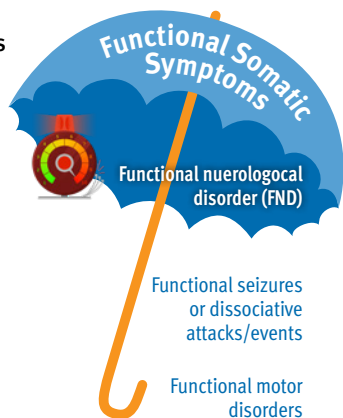 s
Functional Somatic
Symptoms
Functional nuerologocal
disorder (FND)
Functional seizures
or dissociative
attacks/events
Functional motor
disorders